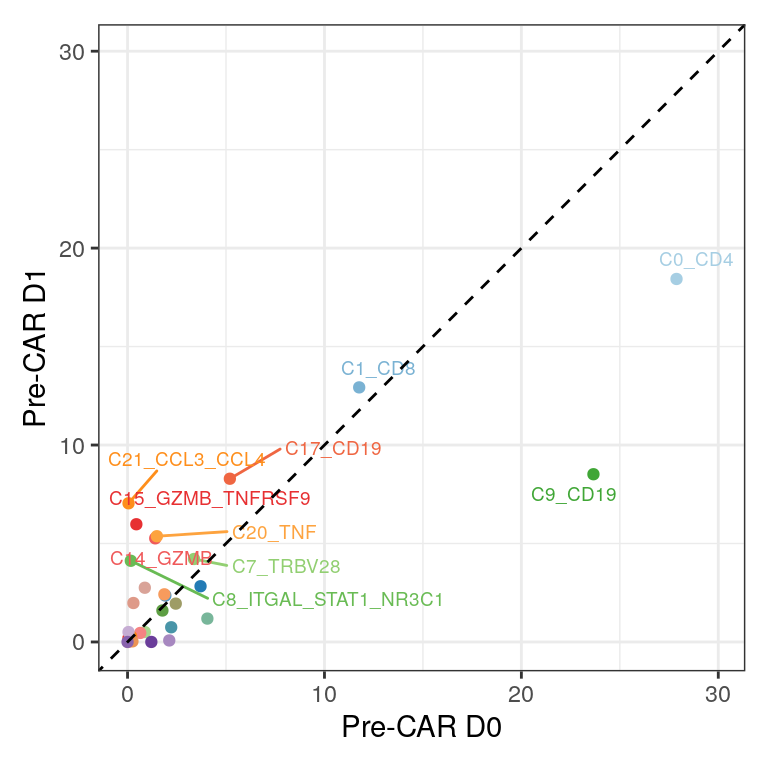 30
20
10
0
Pre-CAR D1
C0_CD4
C1_CD8
C17_CD19
C21_CCL3_CCL4
C9_CD19
C15_GZMB_TNFRSF9
C20_TNF
C14_GZMB
C7_TRBV28
C8_ITGAL_STAT1_NR3C1
0
10
20
30
Pre-CAR D0